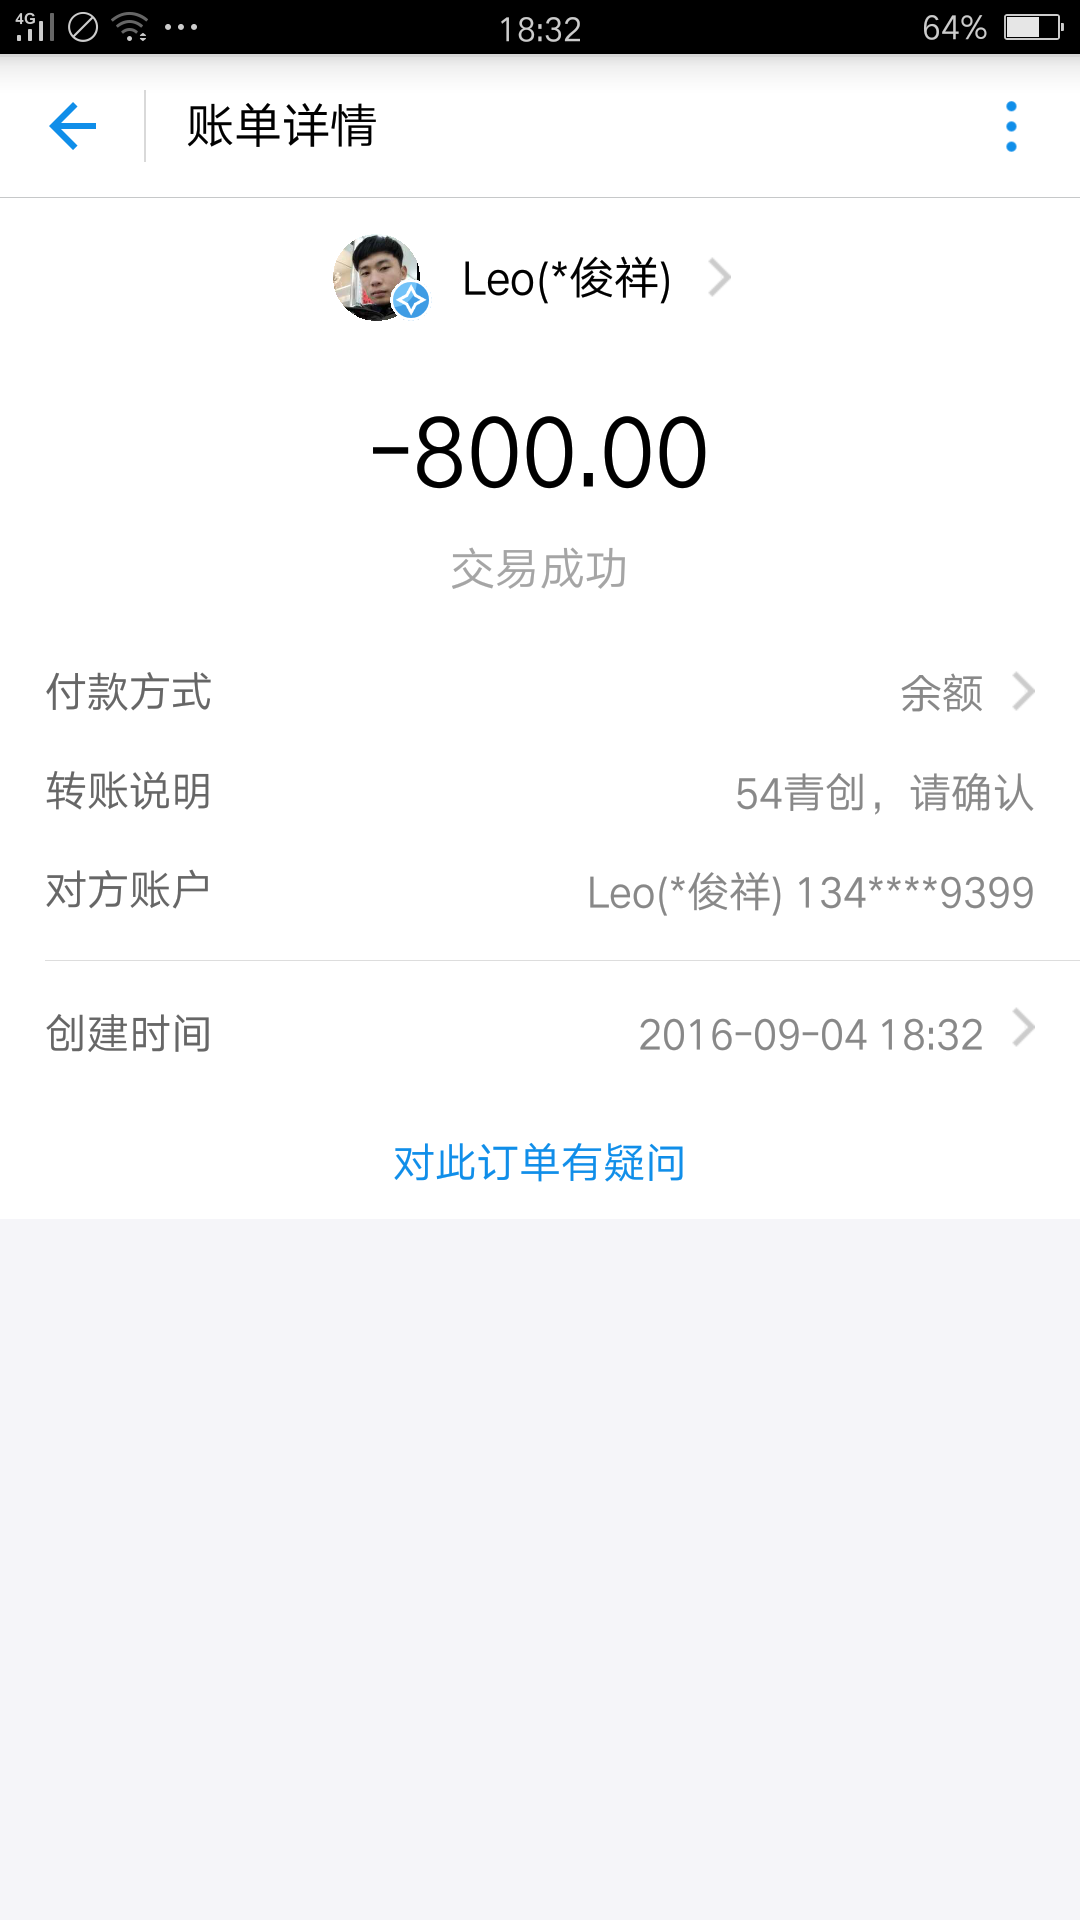 4G 18:32 64%
账单详情
Leo(*俊祥)
-800.00
交易成功
付款方式 余额
转账说明 54青创，请确认
对方账户 Leo(*俊祥) 134****9399
创建时间 2016-09-04 18:32
对此订单有疑问